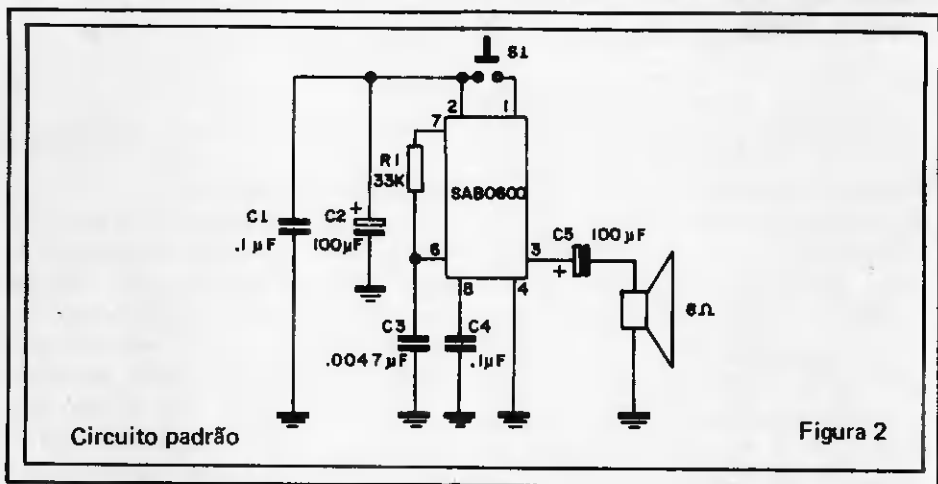 S1
2
1
7
R1
33K
SAB0600
C1
.1µF
C2
+
100µF
6
3
C5
100µF
+
8
4
8Ω
C3
.0047µF
C4
.1µF
Circuito padrão
Figura 2